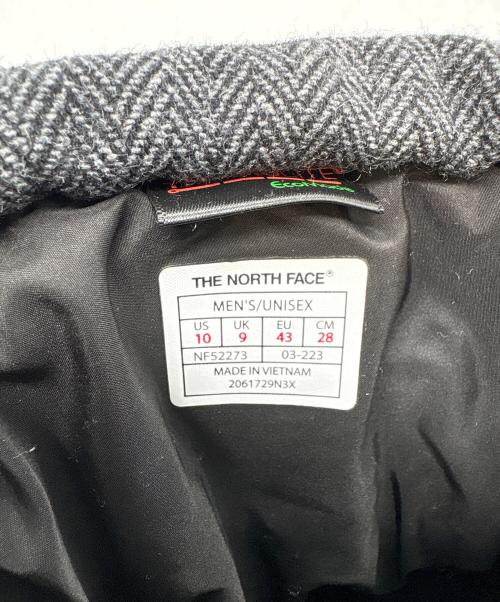 EcoMade
THE NORTH FACE®
MEN'S/UNISEX
US UK EU CM
10 9 43 28
NF52273 03-223
MADE IN VIETNAM
2061729N3X